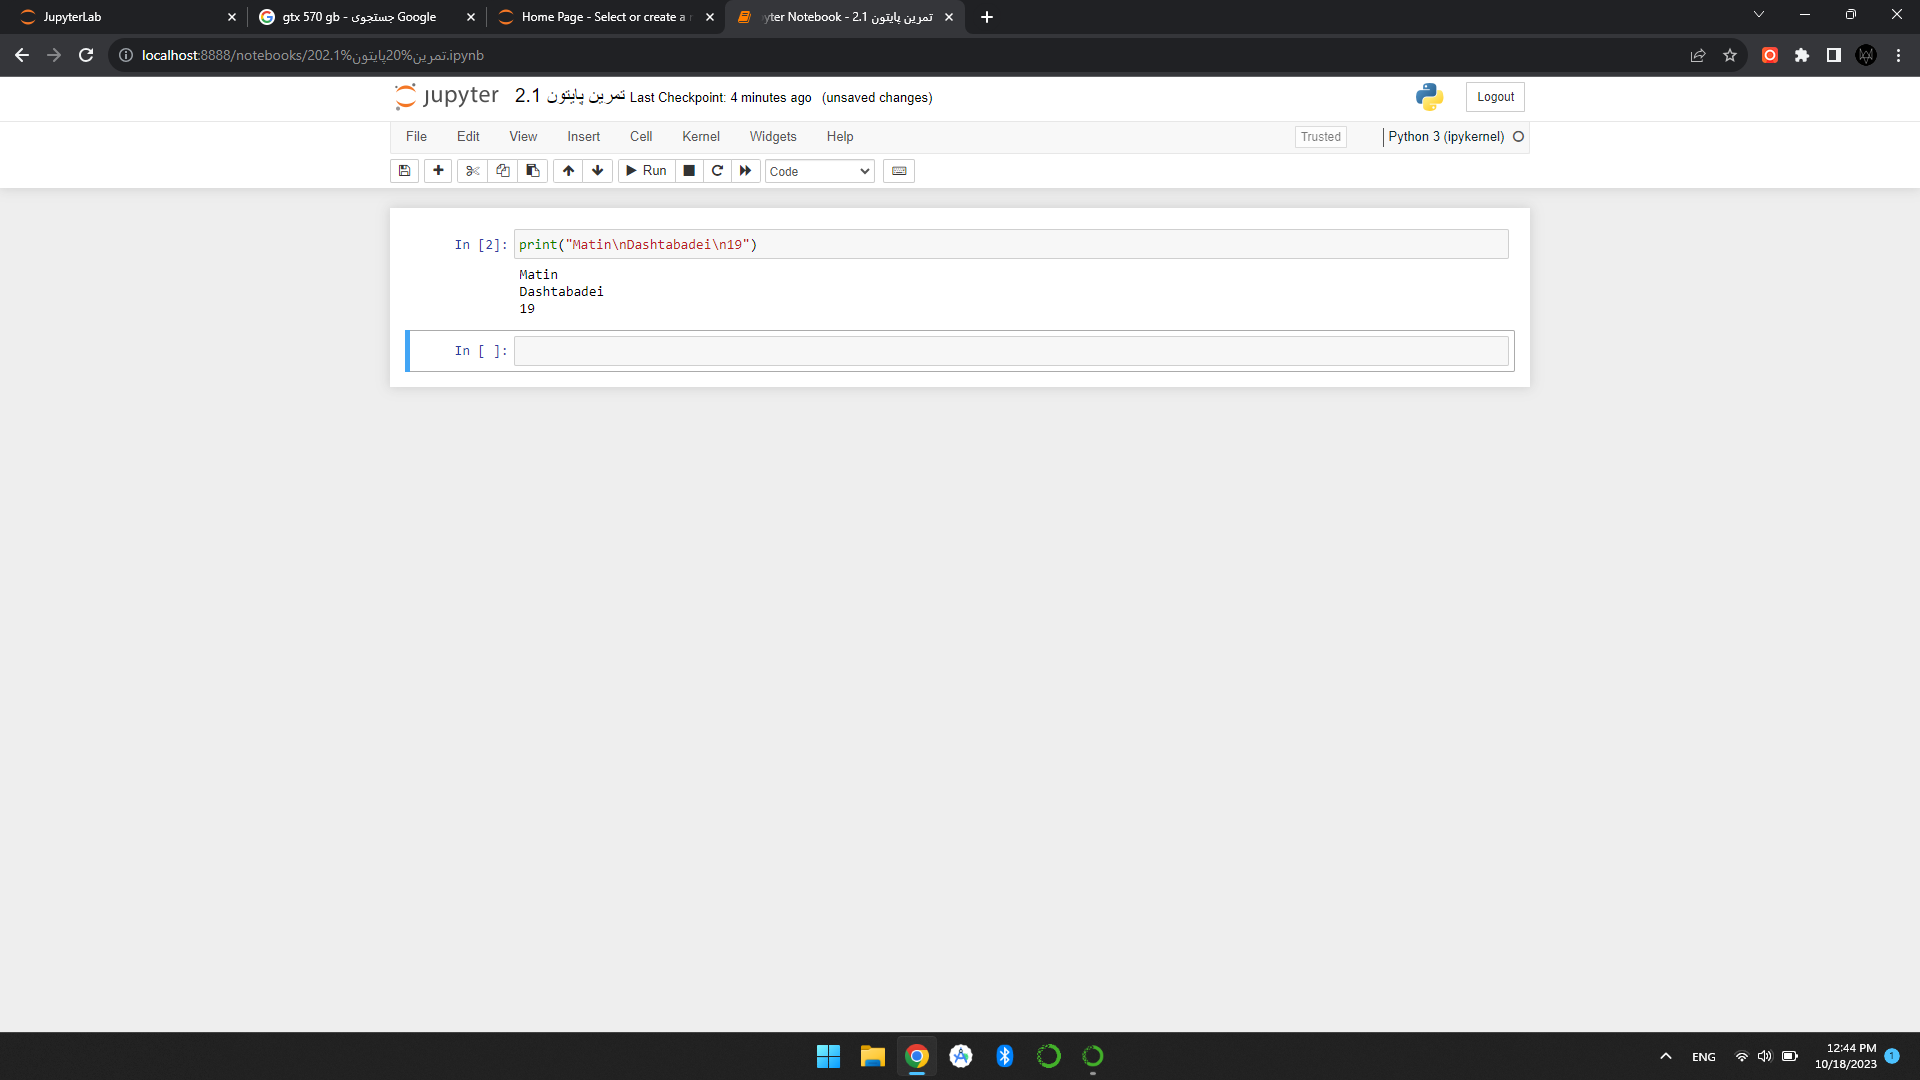 JupyterLab
gtx 570 gb - جستجوی Google
Home Page - Select or create a
yter Notebook - 2.1 تمرین پایتون
localhost:8888/notebooks/202.1%تمرین%20پایتون.ipynb
jupyter 2.1 تمرین پایتون Last Checkpoint: 4 minutes ago (unsaved changes)
Logout
File Edit View Insert Cell Kernel Widgets Help
Trusted
Python 3 (ipykernel)
Run
Code
In [2]: print("Matin\nDashtabadei\n19")
Matin
Dashtabadei
19
In [ ]:
ENG
12:44 PM
10/18/2023
1